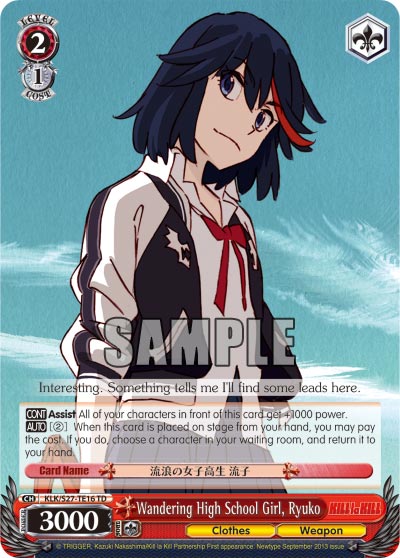 LEVEL
2
1
COST
SAMPLE
Interesting. Something tells me I'll find some leads here.
CONT Assist All of your characters in front of this card get +1000 power.
AUTO [②] When this card is placed on stage from your hand, you may pay
the cost. If you do, choose a character in your waiting room, and return it to
your hand.
Card Name 流浪の女子高生 流子
CH KLK/S27-TE16 TD
POWER 3000 Wandering High School Girl, Ryuko KILL la KILL
Clothes Weapon
© TRIGGER, Kazuki Nakashima/Kill la Kill Partnership First appearance: Newtype September 2013 issue